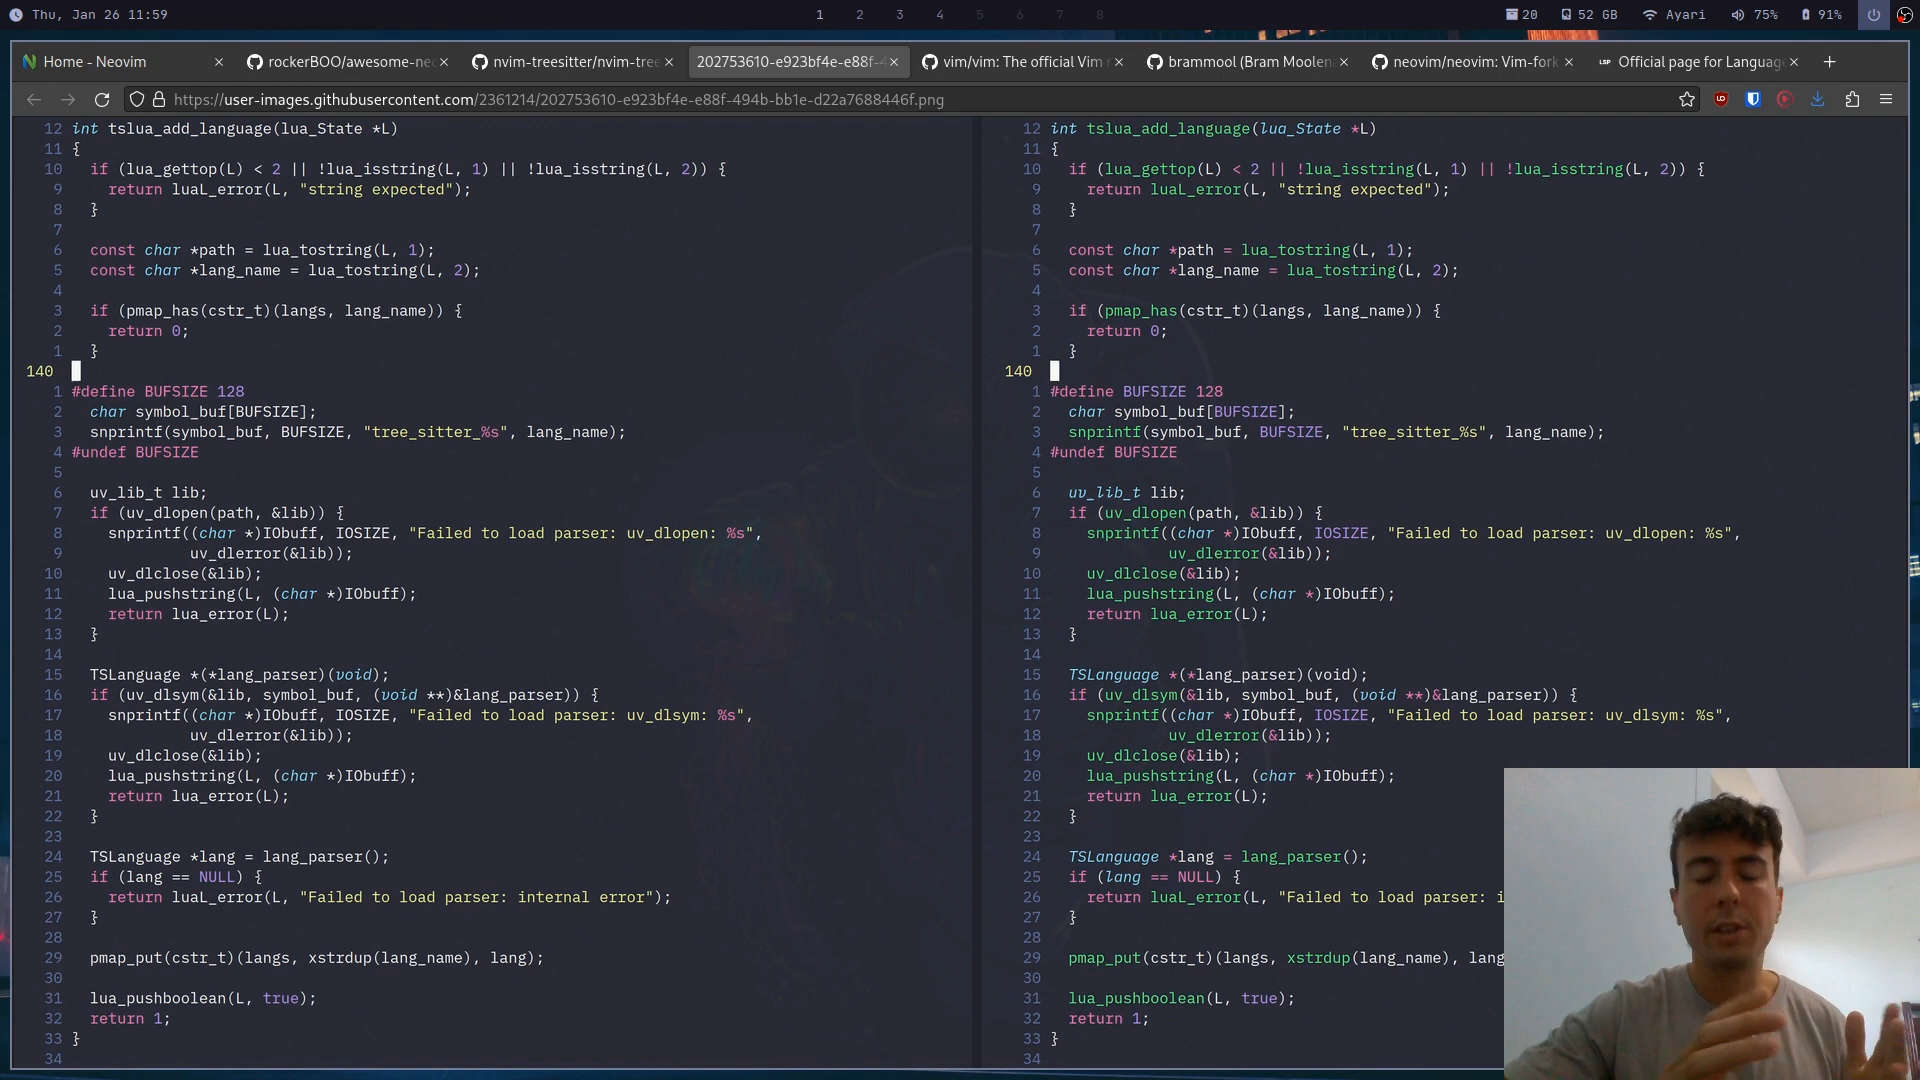 Thu, Jan 26 11:59
1 2 3 4 5 6 7 8
20 52 GB Ayari 75% 91%
Home - Neovim
rockerBOO/awesome-neo
nvim-treesitter/nvim-tree
202753610-e923bf4e-e88f-4
vim/vim: The official Vim r
brammool (Bram Moolen
neovim/neovim: Vim-fork
LSP Official page for Language
https://user-images.githubusercontent.com/2361214/202753610-e923bf4e-e88f-494b-bb1e-d22a7688446f.png
12 int tslua_add_language(lua_State *L)
11 {
10 if (lua_gettop(L) < 2 || !lua_isstring(L, 1) || !lua_isstring(L, 2)) {
9 return luaL_error(L, "string expected");
8 }
7
6 const char *path = lua_tostring(L, 1);
5 const char *lang_name = lua_tostring(L, 2);
4
3 if (pmap_has(cstr_t)(langs, lang_name)) {
2 return 0;
1 }
140
1 #define BUFSIZE 128
2 char symbol_buf[BUFSIZE];
3 snprintf(symbol_buf, BUFSIZE, "tree_sitter_%s", lang_name);
4 #undef BUFSIZE
5
6 uv_lib_t lib;
7 if (uv_dlopen(path, &lib)) {
8 snprintf((char *)IObuff, IOSIZE, "Failed to load parser: uv_dlopen: %s",
9 uv_dlerror(&lib));
10 uv_dlclose(&lib);
11 lua_pushstring(L, (char *)IObuff);
12 return lua_error(L);
13 }
14
15 TSLanguage *(*lang_parser)(void);
16 if (uv_dlsym(&lib, symbol_buf, (void **)&lang_parser)) {
17 snprintf((char *)IObuff, IOSIZE, "Failed to load parser: uv_dlsym: %s",
18 uv_dlerror(&lib));
19 uv_dlclose(&lib);
20 lua_pushstring(L, (char *)IObuff);
21 return lua_error(L);
22 }
23
24 TSLanguage *lang = lang_parser();
25 if (lang == NULL) {
26 return luaL_error(L, "Failed to load parser: internal error");
27 }
28
29 pmap_put(cstr_t)(langs, xstrdup(lang_name), lang);
30
31 lua_pushboolean(L, true);
32 return 1;
33 }
34
12 int tslua_add_language(lua_State *L)
11 {
10 if (lua_gettop(L) < 2 || !lua_isstring(L, 1) || !lua_isstring(L, 2)) {
9 return luaL_error(L, "string expected");
8 }
7
6 const char *path = lua_tostring(L, 1);
5 const char *lang_name = lua_tostring(L, 2);
4
3 if (pmap_has(cstr_t)(langs, lang_name)) {
2 return 0;
1 }
140
1 #define BUFSIZE 128
2 char symbol_buf[BUFSIZE];
3 snprintf(symbol_buf, BUFSIZE, "tree_sitter_%s", lang_name);
4 #undef BUFSIZE
5
6 uv_lib_t lib;
7 if (uv_dlopen(path, &lib)) {
8 snprintf((char *)IObuff, IOSIZE, "Failed to load parser: uv_dlopen: %s",
9 uv_dlerror(&lib));
10 uv_dlclose(&lib);
11 lua_pushstring(L, (char *)IObuff);
12 return lua_error(L);
13 }
14
15 TSLanguage *(*lang_parser)(void);
16 if (uv_dlsym(&lib, symbol_buf, (void **)&lang_parser)) {
17 snprintf((char *)IObuff, IOSIZE, "Failed to load parser: uv_dlsym: %s",
18 uv_dlerror(&lib));
19 uv_dlclose(&lib);
20 lua_pushstring(L, (char *)IObuff);
21 return lua_error(L);
22 }
23
24 TSLanguage *lang = lang_parser();
25 if (lang == NULL) {
26 return luaL_error(L, "Failed to load parser: i
27 }
28
29 pmap_put(cstr_t)(langs, xstrdup(lang_name), lang
30
31 lua_pushboolean(L, true);
32 return 1;
33 }
34